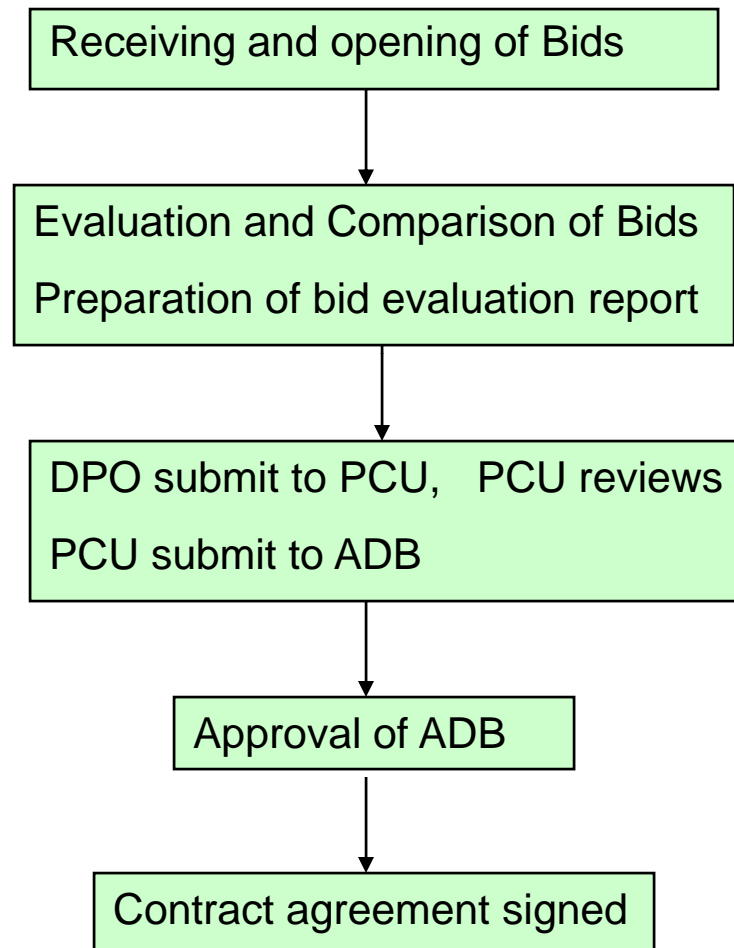 Receiving and opening of Bids
Evaluation and Comparison of Bids
Preparation of bid evaluation report
DPO submit to PCU, PCU reviews
PCU submit to ADB
Approval of ADB
Contract agreement signed